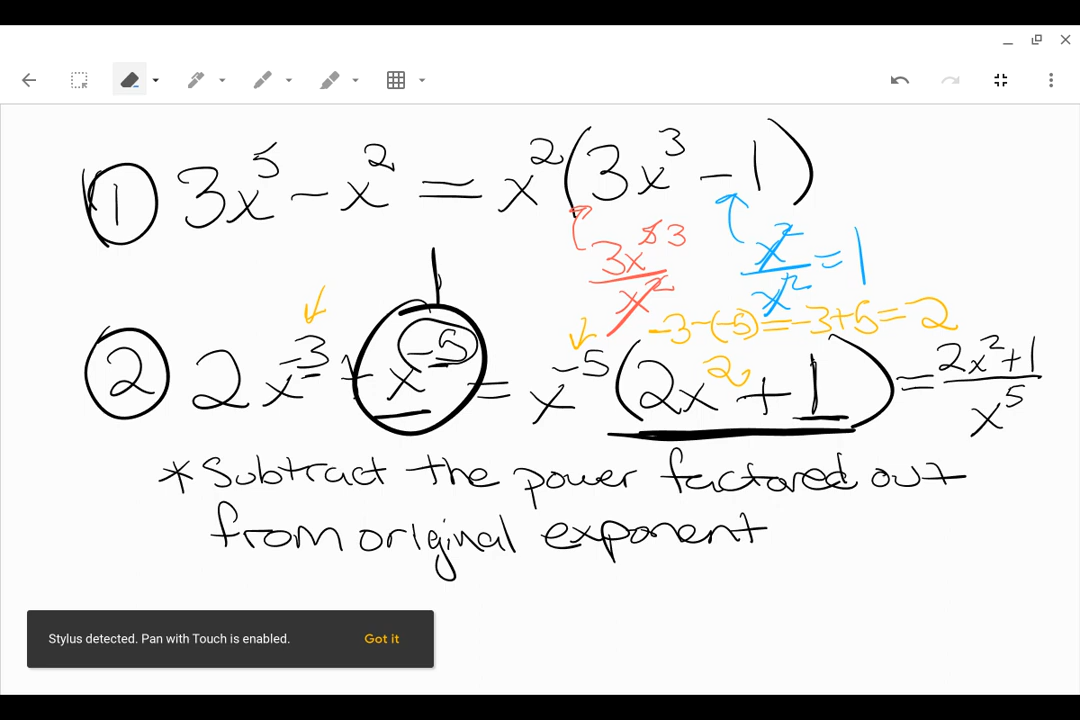 ① 3x⁵ − x² = x²(3x³ − 1)
3x⁵ 3 / x²
x² / x² = 1
1
−3−(−5)=−3+5=2
② 2x⁻³ + x⁻⁵ = x⁻⁵(2x² + 1) = 2x²+1 / x⁵
*Subtract the power factored out
from original exponent
Stylus detected. Pan with Touch is enabled. Got it